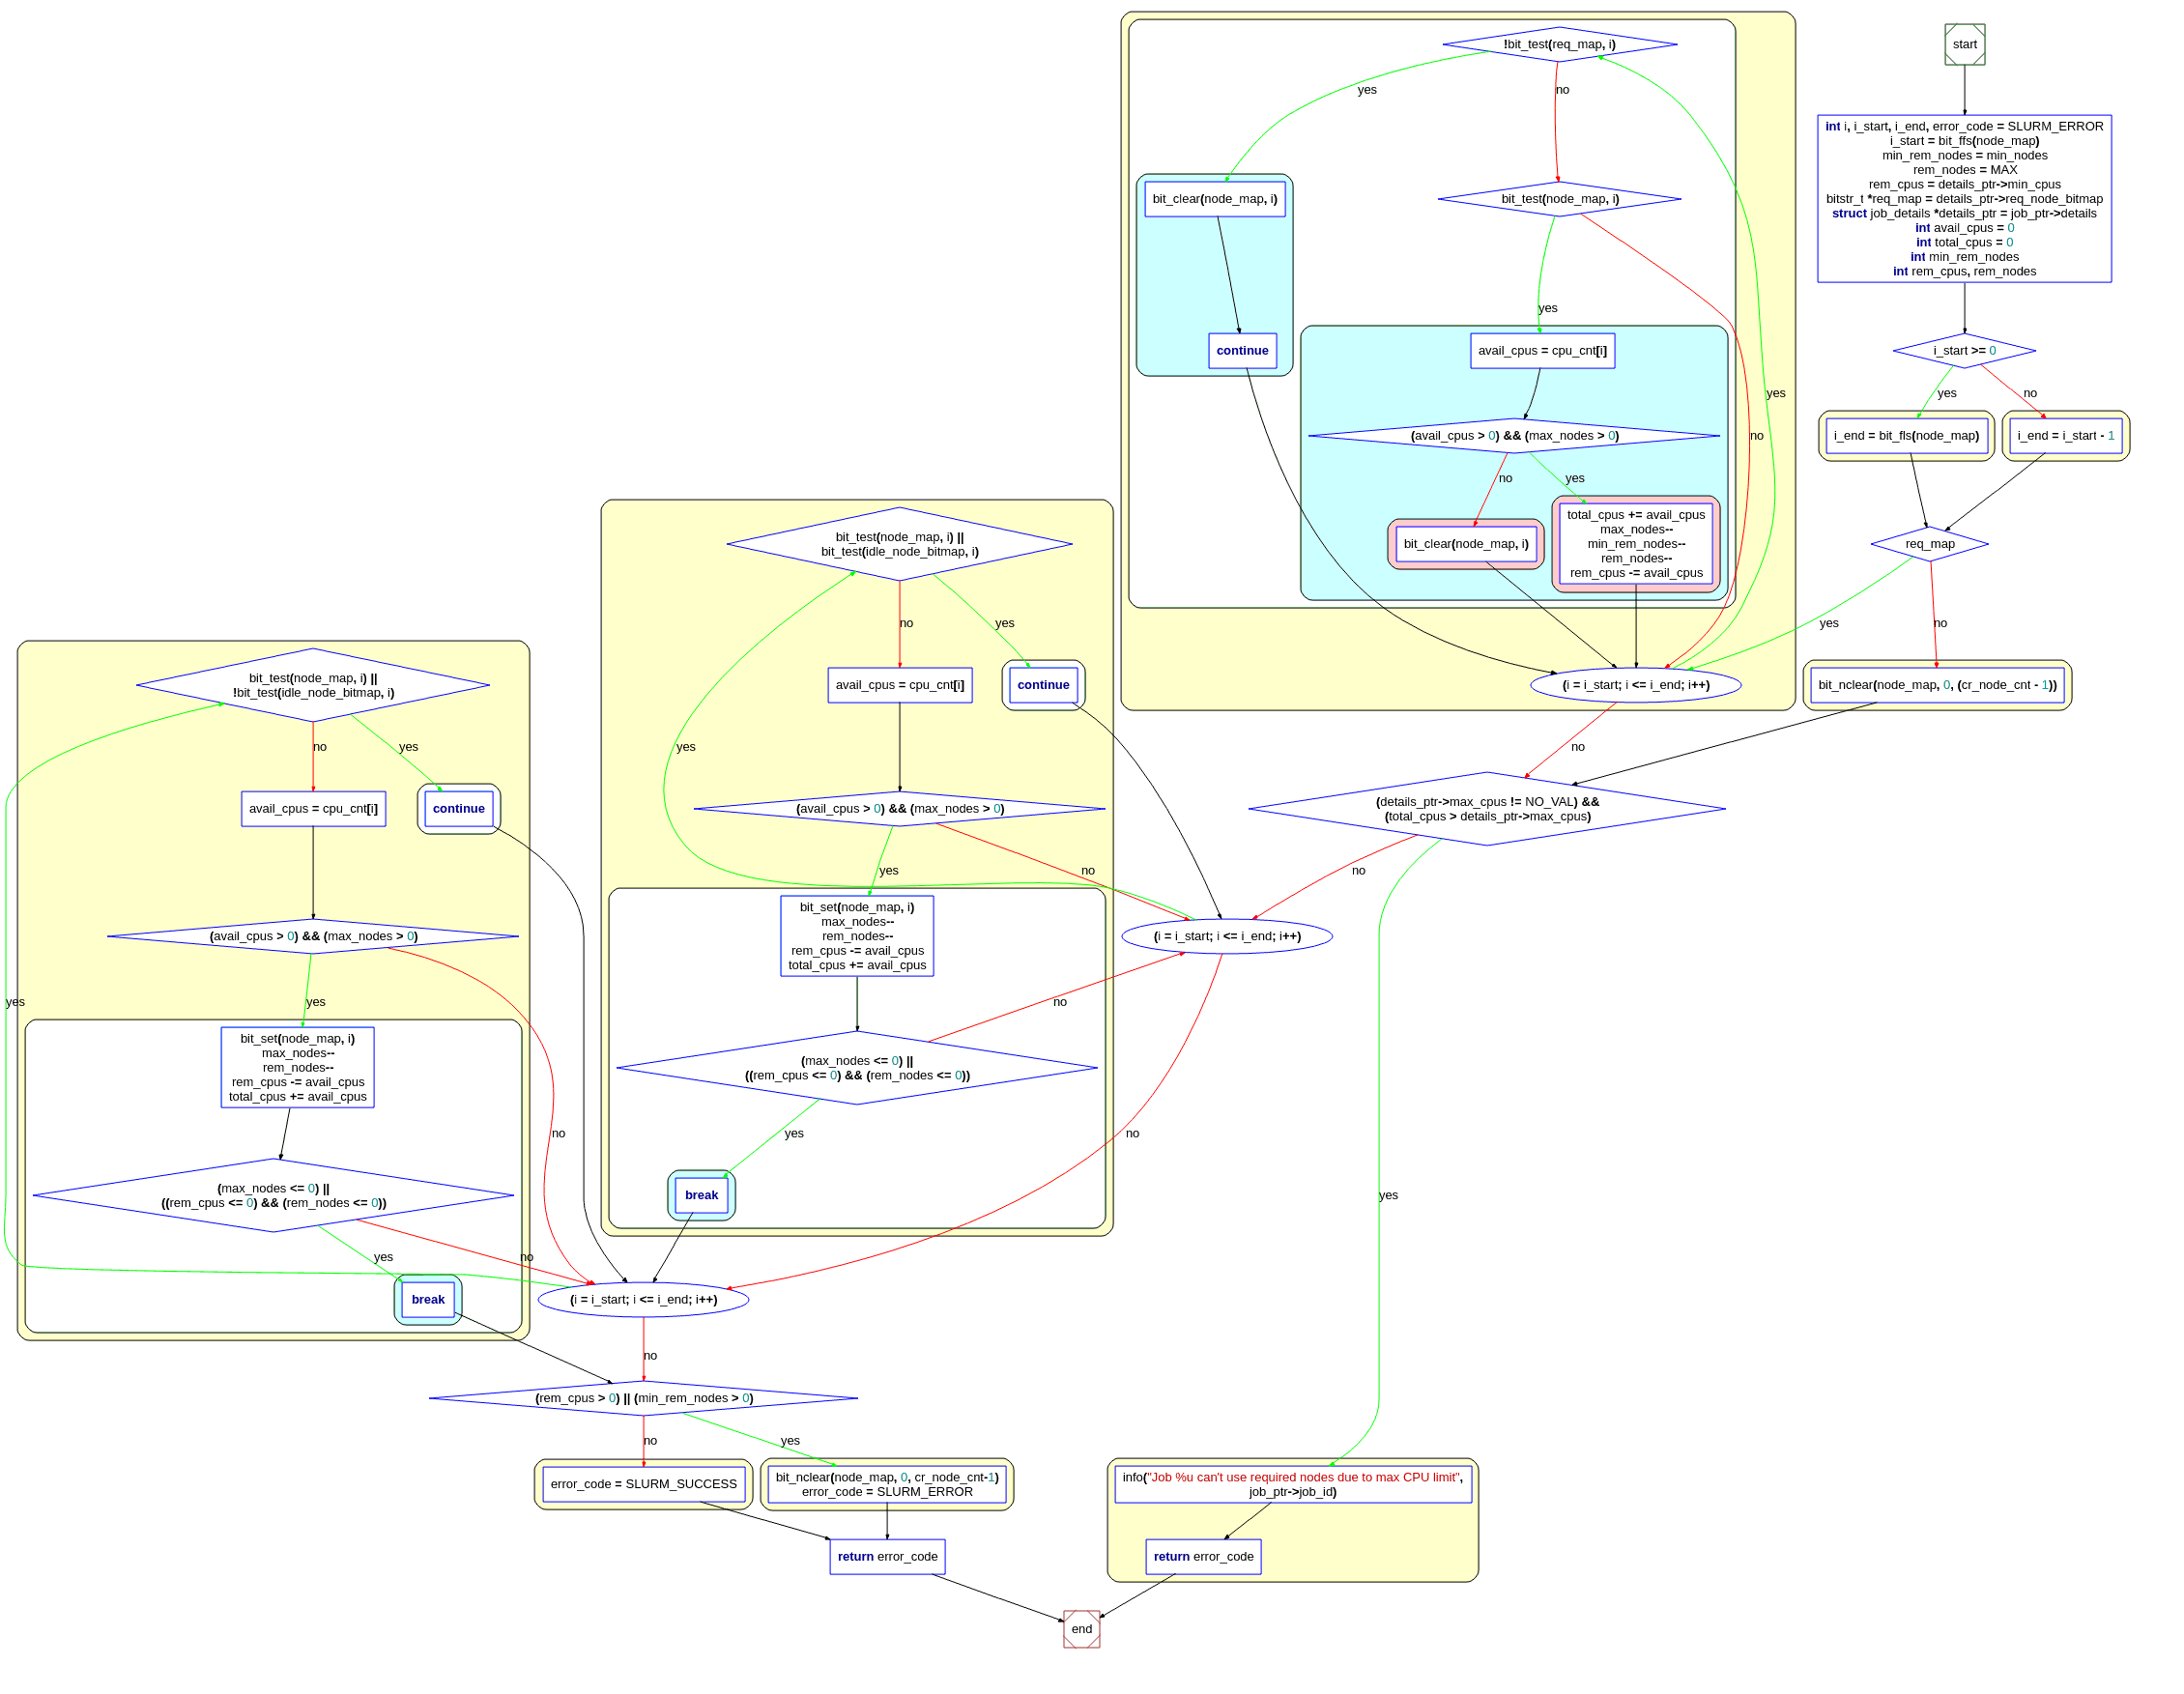 start
int i, i_start, i_end, error_code = SLURM_ERROR
i_start = bit_ffs(node_map)
min_rem_nodes = min_nodes
rem_nodes = MAX
rem_cpus = details_ptr->min_cpus
bitstr_t *req_map = details_ptr->req_node_bitmap
struct job_details *details_ptr = job_ptr->details
int avail_cpus = 0
int total_cpus = 0
int min_rem_nodes
int rem_cpus, rem_nodes
i_start >= 0
yes
no
i_end = bit_fls(node_map)
i_end = i_start - 1
req_map
yes
no
bit_nclear(node_map, 0, (cr_node_cnt - 1))
!bit_test(req_map, i)
yes
no
bit_clear(node_map, i)
bit_test(node_map, i)
continue
yes
no
yes
avail_cpus = cpu_cnt[i]
(avail_cpus > 0) && (max_nodes > 0)
no
yes
bit_clear(node_map, i)
total_cpus += avail_cpus
max_nodes--
min_rem_nodes--
rem_nodes--
rem_cpus -= avail_cpus
(i = i_start; i <= i_end; i++)
no
(details_ptr->max_cpus != NO_VAL) &&
(total_cpus > details_ptr->max_cpus)
no
yes
bit_test(node_map, i) ||
bit_test(idle_node_bitmap, i)
no
yes
avail_cpus = cpu_cnt[i]
continue
yes
(avail_cpus > 0) && (max_nodes > 0)
yes
no
bit_set(node_map, i)
max_nodes--
rem_nodes--
rem_cpus -= avail_cpus
total_cpus += avail_cpus
(i = i_start; i <= i_end; i++)
no
(max_nodes <= 0) ||
((rem_cpus <= 0) && (rem_nodes <= 0))
yes
no
break
bit_test(node_map, i) ||
!bit_test(idle_node_bitmap, i)
no
yes
avail_cpus = cpu_cnt[i]
continue
(avail_cpus > 0) && (max_nodes > 0)
yes
yes
no
bit_set(node_map, i)
max_nodes--
rem_nodes--
rem_cpus -= avail_cpus
total_cpus += avail_cpus
(max_nodes <= 0) ||
((rem_cpus <= 0) && (rem_nodes <= 0))
yes
no
break
(i = i_start; i <= i_end; i++)
no
(rem_cpus > 0) || (min_rem_nodes > 0)
no
yes
error_code = SLURM_SUCCESS
bit_nclear(node_map, 0, cr_node_cnt-1)
error_code = SLURM_ERROR
info("Job %u can't use required nodes due to max CPU limit",
job_ptr->job_id)
return error_code
return error_code
end